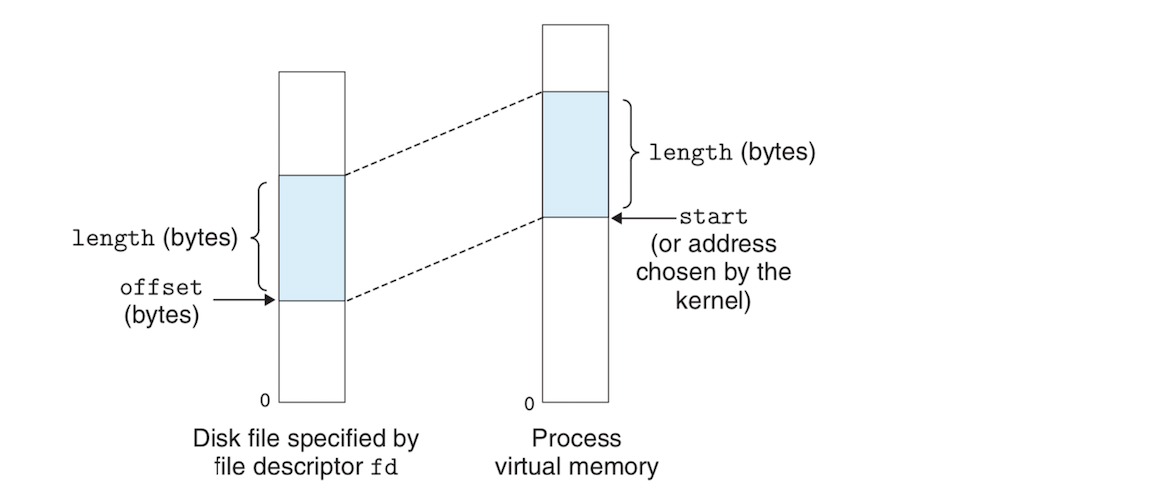 length (bytes)
offset
(bytes)
0
Disk file specified by
file descriptor fd
length (bytes)
start
(or address
chosen by the
kernel)
0
Process
virtual memory